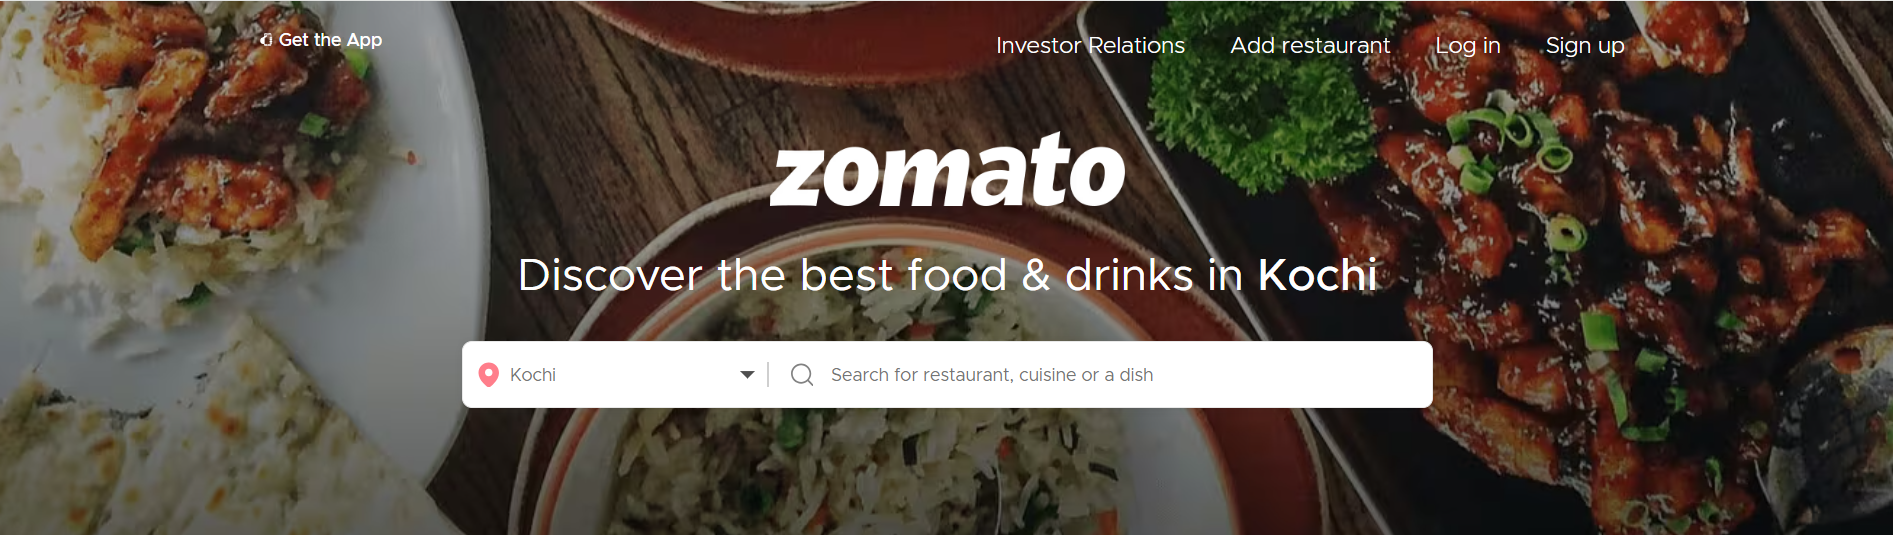 Get the App
Investor Relations
Add restaurant
Log in
Sign up
zomato
Discover the best food & drinks in Kochi
Kochi
Search for restaurant, cuisine or a dish